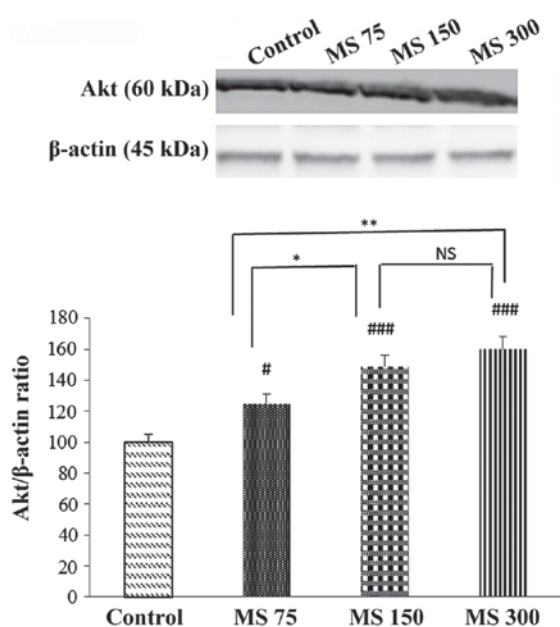 Control MS 75 MS 150 MS 300
Akt (60 kDa)
β-actin (45 kDa)
**
* NS
###
###
#
180
160
140
120
100
80
60
40
20
0
Akt/β-actin ratio
Control MS 75 MS 150 MS 300